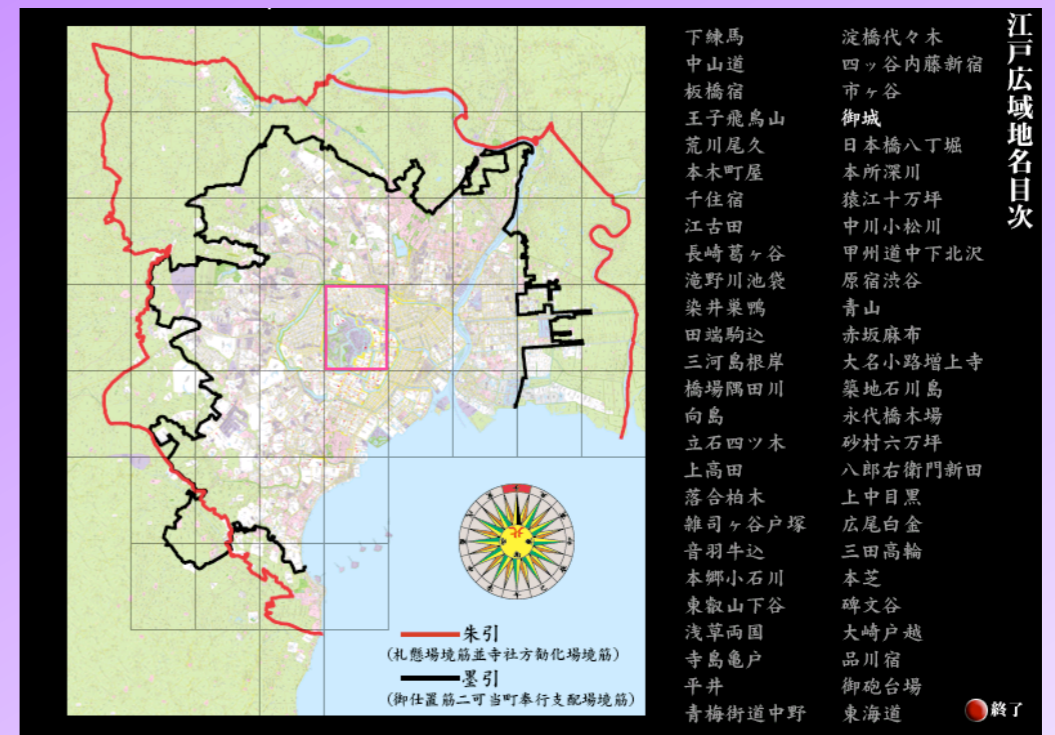 江戸広域地名目次
下練馬
中山道
板橋宿
王子飛鳥山
荒川尾久
本木町屋
千住宿
江古田
長崎葛ヶ谷
滝野川池袋
染井巣鴨
田端駒込
三河島根岸
橋場隅田川
向島
立石四ツ木
上高田
落合柏木
雑司ヶ谷戸塚
音羽牛込
本郷小石川
東叡山下谷
浅草両国
寺島亀戸
平井
青梅街道中野
淀橋代々木
四ッ谷内藤新宿
市ヶ谷
御城
日本橋八丁堀
本所深川
猿江十万坪
中川小松川
甲州道中下北沢
原宿渋谷
青山
赤坂麻布
大名小路増上寺
築地石川島
永代橋木場
砂村六万坪
八郎右衛門新田
上中目黒
広尾白金
三田高輪
本芝
碑文谷
大崎戸越
品川宿
御砲台場
東海道
朱引
(札懸場境筋並寺社方勧化場境筋)
墨引
(御仕置筋二可当町奉行支配場境筋)
終了